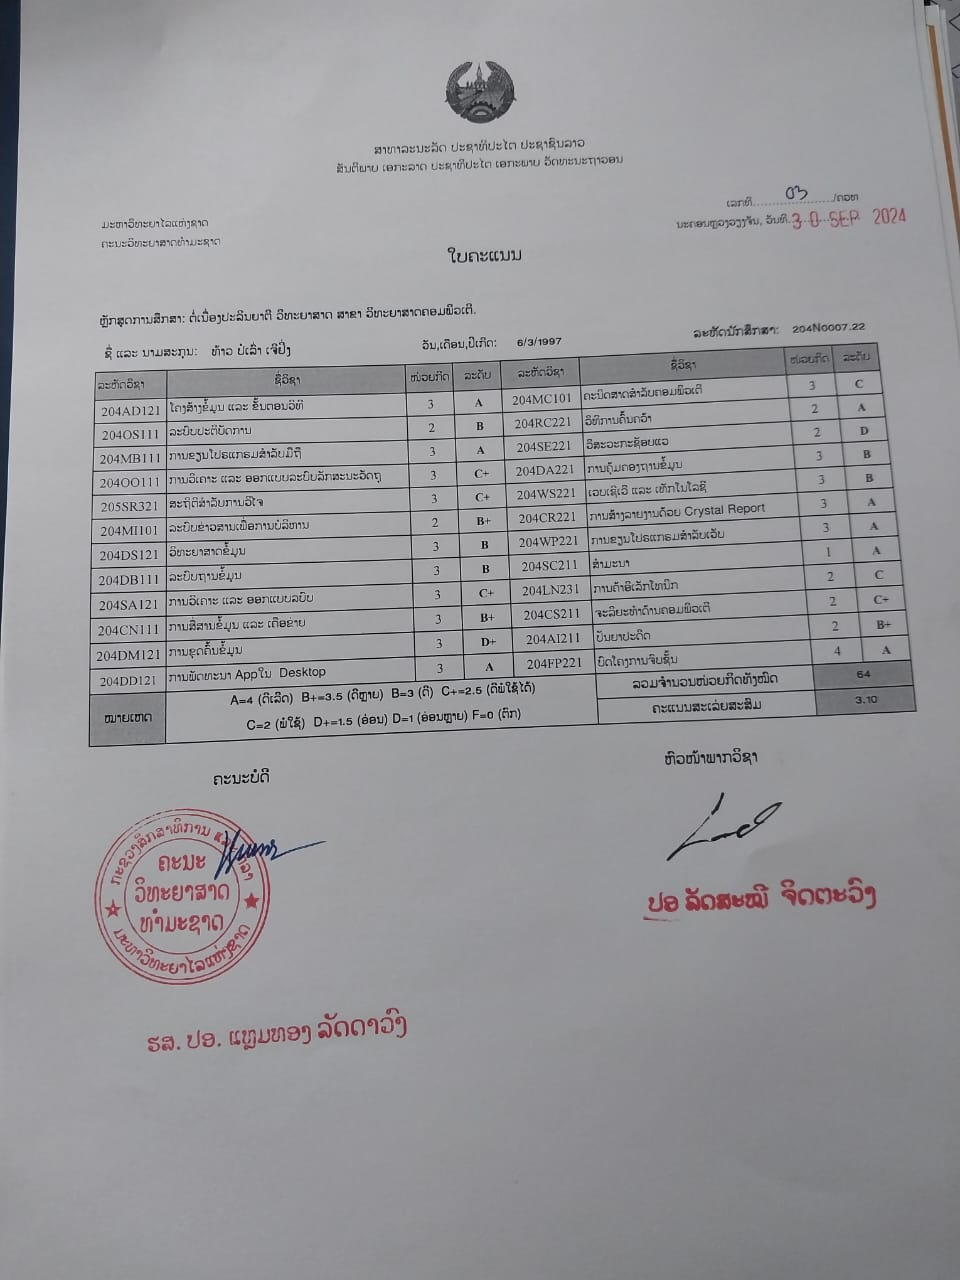 ສາທາລະນະລັດ ປະຊາທິປະໄຕ ປະຊາຊົນລາວ
ສັນຕິພາບ ເອກະລາດ ປະຊາທິປະໄຕ ເອກະພາບ ວັດທະນະຖາວອນ
ເລກທີ 03 /ຄວທ
ມະຫາວິທະຍາໄລແຫ່ງຊາດ
ນະຄອນຫຼວງວຽງຈັນ, ວັນທີ 30 SEP 2024
ຄະນະວິທະຍາສາດທຳມະຊາດ
ໃບຄະແນນ
ຫຼັກສູດການສຶກສາ: ຕໍ່ເນື່ອງປະລິນຍາຕີ ວິທະຍາສາດ ສາຂາ ວິທະຍາສາດຄອມພິວເຕີ.
ຊື່ ແລະ ນາມສະກຸນ: ທ້າວ ປໍເລົ່າ ເຈີຢັ່ງ ວັນ,ເດືອນ,ປີເກີດ: 6/3/1997 ລະຫັດນັກສຶກສາ: 204N0007.22
ລະຫັດວິຊາ ຊື່ວິຊາ ໜ່ວຍກິດ ລະດັບ ລະຫັດວິຊາ ຊື່ວິຊາ ໜ່ວຍກິດ ລະດັບ
204AD121 ໂຄງສ້າງຂໍ້ມູນ ແລະ ຂັ້ນຕອນວິທີ 3 A 204MC101 ຄະນິດສາດສຳລັບຄອມພິວເຕີ 3 C
204OS111 ລະບົບປະຕິບັດການ 2 B 204RC221 ວິທີການຄົ້ນຄວ້າ 2 A
204MB111 ການຂຽນໂປຣແກຣມສຳລັບມືຖື 3 A 204SE221 ວິສະວະກະຊ໋ອບແວ 2 D
204OO111 ການວິເຄາະ ແລະ ອອກແບບລະບົບລັກສະນະວັດຖຸ 3 C+ 204DA221 ການຄຸ້ມຄອງຖານຂໍ້ມູນ 3 B
205SR321 ສະຖິຕິສຳລັບການວິໄຈ 3 C+ 204WS221 ເວບເຊີເວີ ແລະ ເທັກໂນໂລຊີ 3 B
204MI101 ລະບົບຂ່າວສານເພື່ອການບໍລິຫານ 2 B+ 204CR221 ການສ້າງລາຍງານດ້ວຍ Crystal Report 3 A
204DS121 ວິທະຍາສາດຂໍ້ມູນ 3 B 204WP221 ການຂຽນໂປຣແກຣມສຳລັບເວັບ 3 A
204DB111 ລະບົບຖານຂໍ້ມູນ 3 B 204SC211 ສຳມະນາ 1 A
204SA121 ການວິເຄາະ ແລະ ອອກແບບລບົບ 3 C+ 204LN231 ການຄ້າອີເລັກໂທນິກ 2 C
204CN111 ການສື່ສານຂໍ້ມູນ ແລະ ເຄືອຂ່າຍ 3 B+ 204CS211 ຈະລິຍະທຳດ້ານຄອມພິວເຕີ 2 C+
204DM121 ການຂຸດຄົ້ນຂໍ້ມູນ 3 D+ 204AI211 ປັນຍາປະດິດ 2 B+
204DD121 ການພັດທະນາ Appໃນ Desktop 3 A 204FP221 ບົດໂຄງການຈົບຊັ້ນ 4 A
ໝາຍເຫດ A=4 (ດີເລີດ) B+=3.5 (ດີຫຼາຍ) B=3 (ດີ) C+=2.5 (ດີພໍໃຊ້ໄດ້) ລວມຈຳນວນໜ່ວຍກິດທັງໝົດ 64
C=2 (ພໍໃຊ້) D+=1.5 (ອ່ອນ) D=1 (ອ່ອນຫຼາຍ) F=0 (ຕົກ) ຄະແນນສະເລ່ຍສະສົມ 3.10
ຄະນະບໍດີ ຫົວໜ້າພາກວິຊາ
ກະຊວງສຶກສາທິການ ແລະ ກິລາ
ຄະນະ
ວິທະຍາສາດ
ທຳມະຊາດ
ມະຫາວິທະຍາໄລແຫ່ງຊາດ
ປອ ລັດສະໝີ ຈິດຕະວົງ
ຮສ. ປອ. ແຫຼມທອງ ລັດດາວົງ